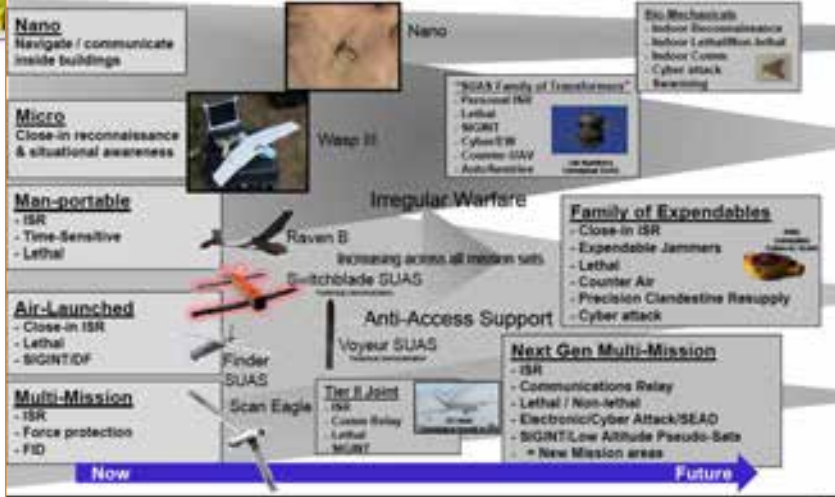 Nano
Navigate / communicate
inside buildings
Nano
Bio Mechanicals
- Indoor Reconnaissance
- Indoor Lethal/Non-lethal
- Indoor Comm
- Cyber attack
- Swarming
Micro
Close-in reconnaissance
& situational awareness
Wasp III
"SUAS Family of Transformers"
- Personal ISR
- Lethal
- SIGINT
- Cyber/EW
- Counter-UAV
Man-portable
- ISR
- Time-Sensitive
- Lethal
Raven B
Irregular Warfare
Increasing across all mission sets
Switchblade SUAS
Family of Expendables
- Close-in ISR
- Expendable Jammers
- Lethal
- Counter Air
- Precision Clandestine Resupply
- Cyber attack
Air-Launched
- Close-in ISR
- Lethal
- SIGINT/DF
Finder
SUAS
Anti-Access Support
Voyeur SUAS
Multi-Mission
- ISR
- Force protection
- FID
Scan Eagle
Tier II Joint
- ISR
- Comm Relay
- Lethal
Next Gen Multi-Mission
- ISR
- Communications Relay
- Lethal / Non-lethal
- Electronic/Cyber Attack/SEAD
- SIGINT/Low Altitude Pseudo-Sats
- = New Mission areas
Now
Future